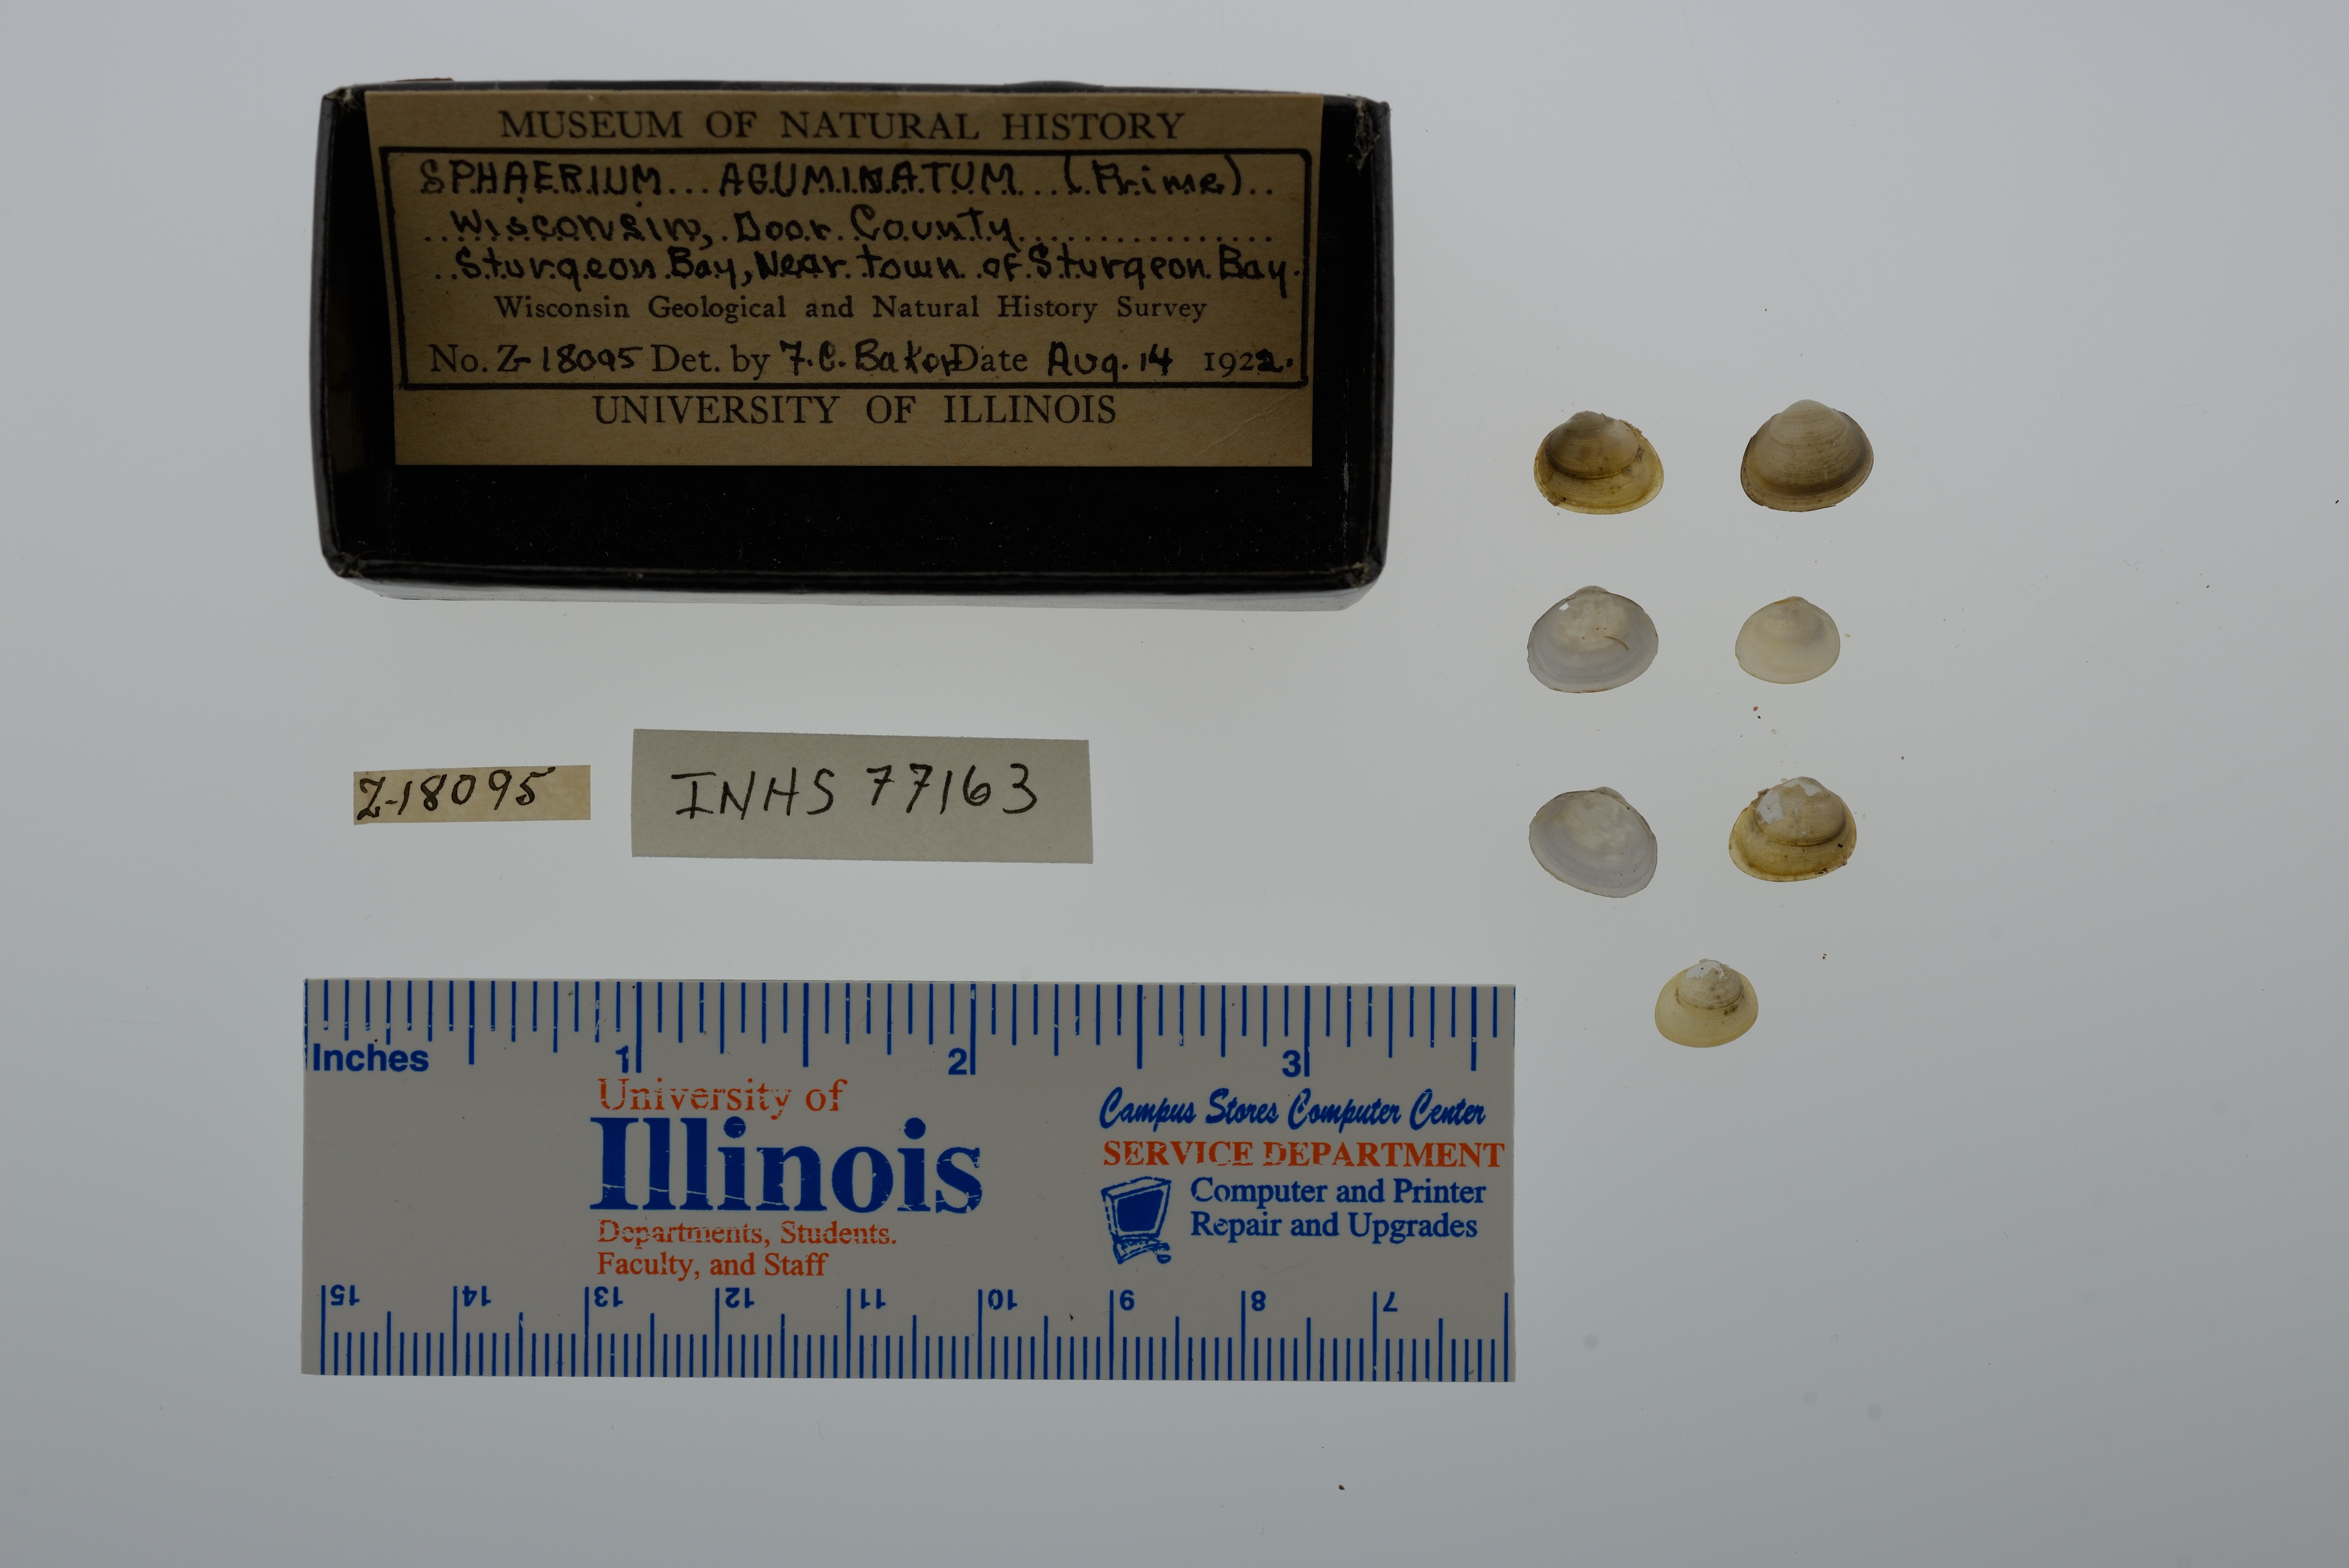 MUSEUM OF NATURAL HISTORY
SPHAERIUM...ACUMINATUM...(Prime)..
..Wisconsin, Door County................
..Sturgeon Bay, Near town of Sturgeon Bay.
Wisconsin Geological and Natural History Survey
No. Z-18095 Det. by F.C. Baker Date Aug. 14 1922.
UNIVERSITY OF ILLINOIS
Z-18095
INHS 77163
Inches 1 2 3
University of
Illinois
Departments, Students.
Faculty, and Staff
Campus Stores Computer Center
SERVICE DEPARTMENT
Computer and Printer
Repair and Upgrades
15 14 13 12 11 10 9 8 7